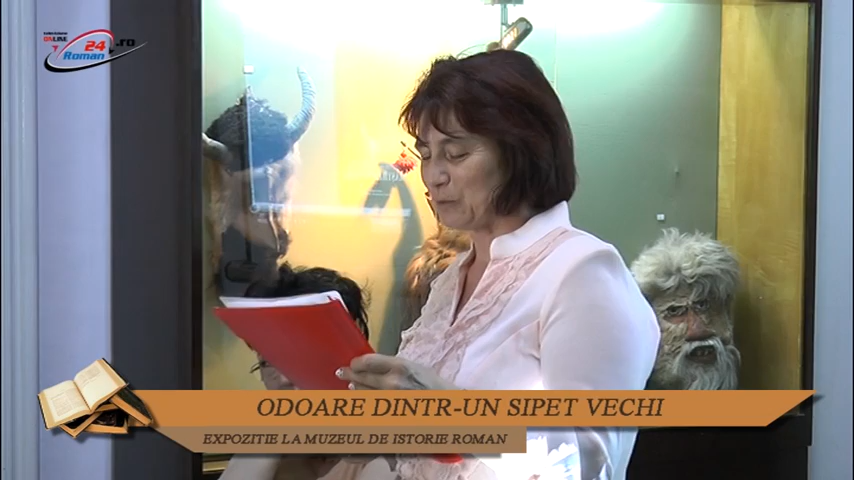 ONLINE
24 .ro
Roman
ODOARE DINTR-UN SIPET VECHI
EXPOZITIE LA MUZEUL DE ISTORIE ROMAN